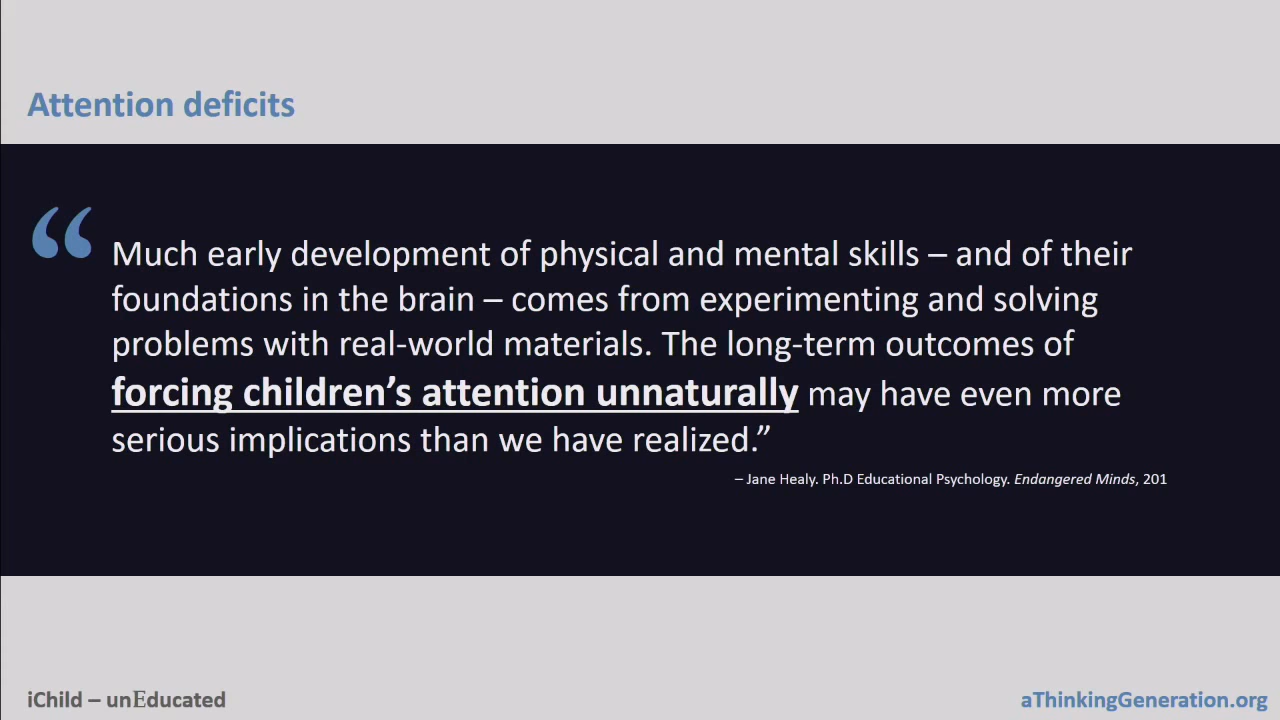 Attention deficits
“
Much early development of physical and mental skills – and of their
foundations in the brain – comes from experimenting and solving
problems with real-world materials. The long-term outcomes of
forcing children’s attention unnaturally may have even more
serious implications than we have realized.”
– Jane Healy. Ph.D Educational Psychology. Endangered Minds, 201
iChild – unEducated
aThinkingGeneration.org